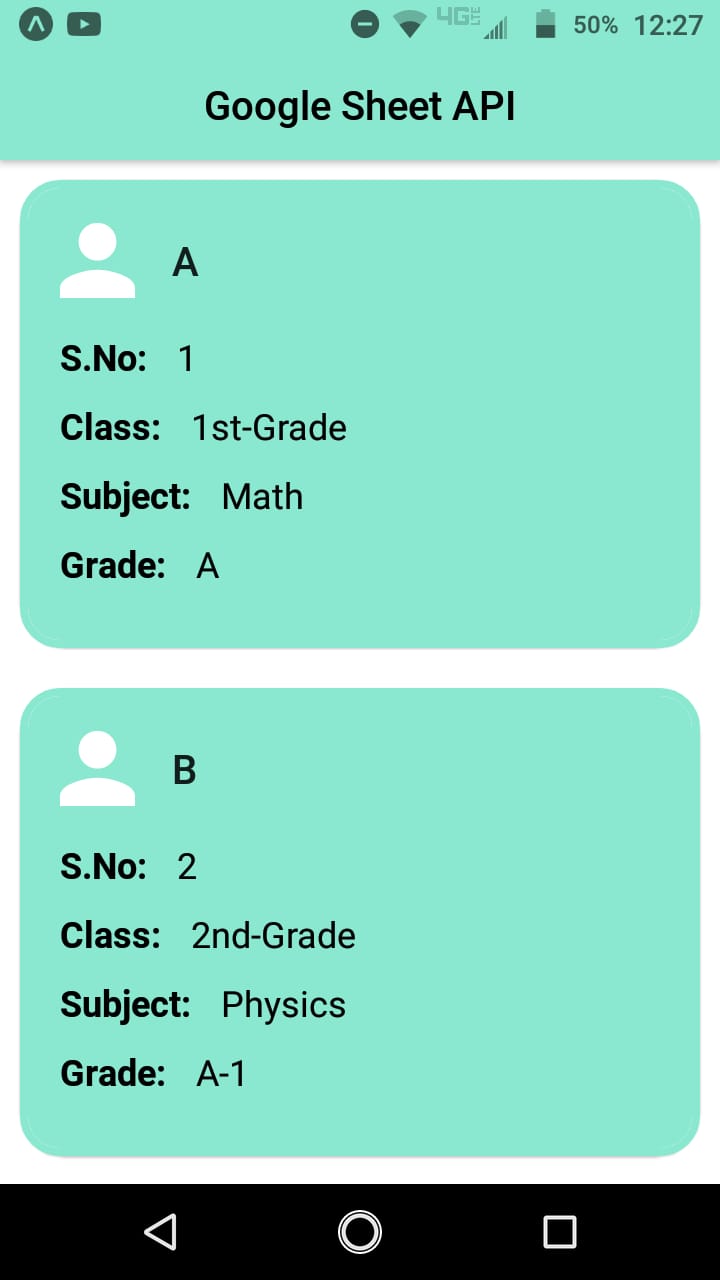 4G LTE 50% 12:27
Google Sheet API
A
S.No: 1
Class: 1st-Grade
Subject: Math
Grade: A
B
S.No: 2
Class: 2nd-Grade
Subject: Physics
Grade: A-1